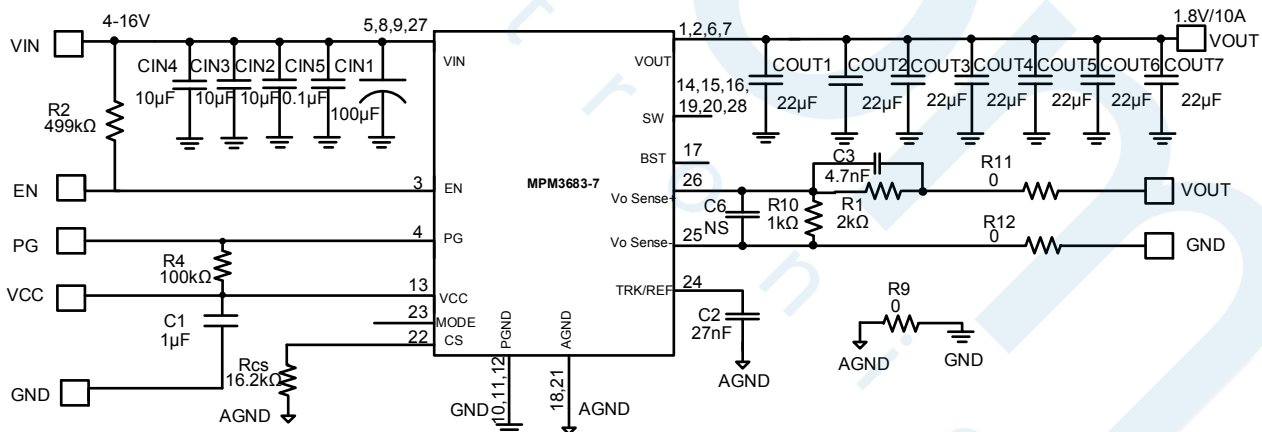 4-16V
VIN
5,8,9,27
VIN
CIN4
10µF
CIN3
10µF
CIN2
10µF
CIN5
0.1µF
CIN1
100µF
R2
499kΩ
EN
3
EN
PG
4
PG
R4
100kΩ
VCC
13
VCC
C1
1µF
23
MODE
22
CS
Rcs
16.2kΩ
GND
AGND
MPM3683-7
PGND
10,11,12
GND
AGND
18,21
AGND
1,2,6,7
VOUT
1.8V/10A
VOUT
COUT1
22µF
COUT2
22µF
COUT3
22µF
COUT4
22µF
COUT5
22µF
COUT6
22µF
COUT7
22µF
14,15,16,
19,20,28
SW
17
BST
26
Vo Sense+
C3
4.7nF
C6
NS
R10
1kΩ
R1
2kΩ
R11
0
VOUT
Vo Sense-
25
R12
0
GND
TRK/REF
24
C2
27nF
AGND
R9
0
AGND
GND